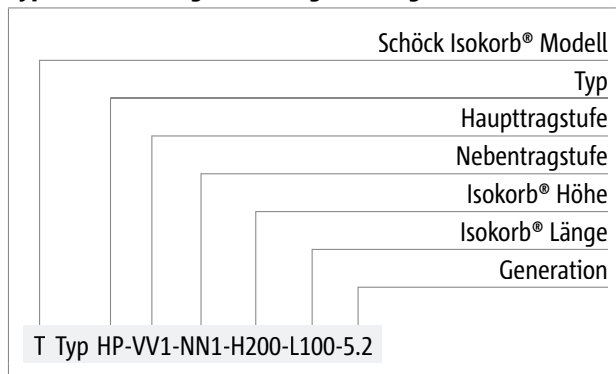 Schöck Isokorb® Modell
Typ
Haupttragstufe
Nebentragstufe
Isokorb® Höhe
Isokorb® Länge
Generation
T Typ HP-VV1-NN1-H200-L100-5.2